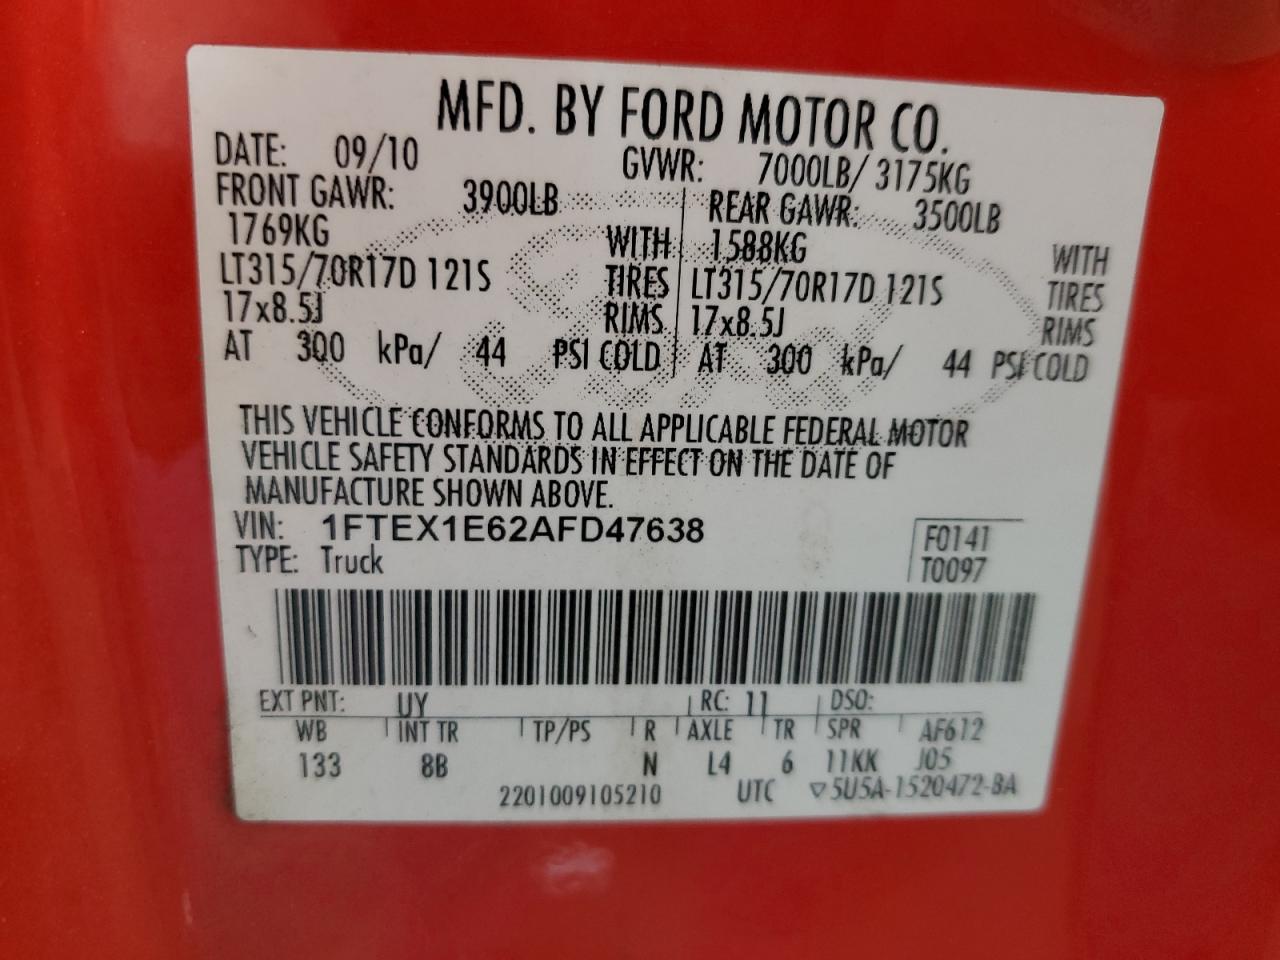 MFD. BY FORD MOTOR CO.
DATE: 09/10 GVWR: 7000LB/ 3175KG
FRONT GAWR: 3900LB REAR GAWR: 3500LB
1769KG WITH 1588KG WITH
LT315/70R17D 121S TIRES LT315/70R17D 121S TIRES
17x8.5J RIMS 17x8.5J RIMS
AT 300 kPa/ 44 PSI COLD AT 300 kPa/ 44 PSI COLD
THIS VEHICLE CONFORMS TO ALL APPLICABLE FEDERAL MOTOR
VEHICLE SAFETY STANDARDS IN EFFECT ON THE DATE OF
MANUFACTURE SHOWN ABOVE.
VIN: 1FTEX1E62AFD47638 F0141
TYPE: Truck T0097
EXT PNT: UY RC: 11 DSO:
WB INT TR TP/PS R AXLE TR SPR AF612
133 8B N L4 6 11KK J05
2201009105210 UTC ▽5U5A-1520472-BA